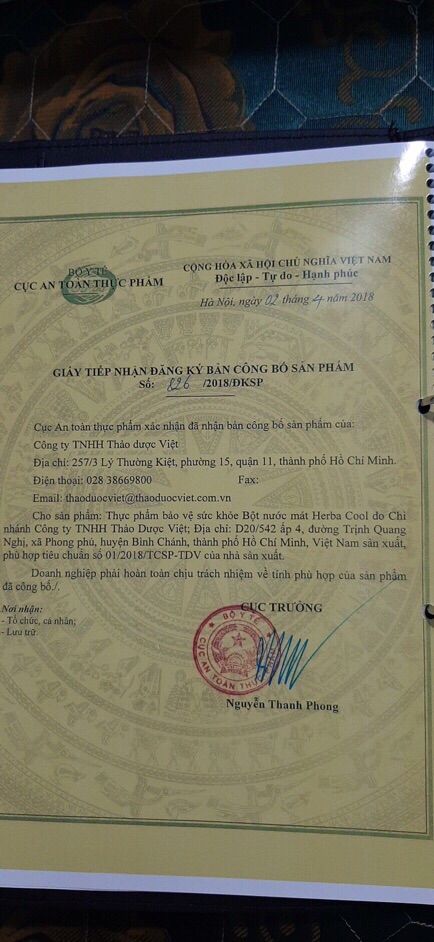 BỘ Y TẾ
CỤC AN TOÀN THỰC PHẨM
CỘNG HÒA XÃ HỘI CHỦ NGHĨA VIỆT NAM
Độc lập - Tự do - Hạnh phúc
Hà Nội, ngày 02 tháng 4 năm 2018
GIẤY TIẾP NHẬN ĐĂNG KÝ BẢN CÔNG BỐ SẢN PHẨM
Số: 826 /2018/ĐKSP
Cục An toàn thực phẩm xác nhận đã nhận bản công bố sản phẩm của:
Công ty TNHH Thảo dược Việt
Địa chỉ: 257/3 Lý Thường Kiệt, phường 15, quận 11, thành phố Hồ Chí Minh.
Điện thoại: 028 38669800 Fax:
Email: thaoduocviet@thaoduocviet.com.vn
Cho sản phẩm: Thực phẩm bảo vệ sức khỏe Bột nước mát Herba Cool do Chi
nhánh Công ty TNHH Thảo Dược Việt; Địa chỉ: D20/542 ấp 4, đường Trịnh Quang
Nghị, xã Phong phú, huyện Bình Chánh, thành phố Hồ Chí Minh, Việt Nam sản xuất,
phù hợp tiêu chuẩn số 01/2018/TCSP-TDV của nhà sản xuất.
Doanh nghiệp phải hoàn toàn chịu trách nhiệm về tính phù hợp của sản phẩm
đã công bố./.
Nơi nhận:
- Tổ chức, cá nhân;
- Lưu trữ.
CỤC TRƯỞNG
BỘ Y TẾ
CỤC AN TOÀN THỰC PHẨM
Nguyễn Thanh Phong